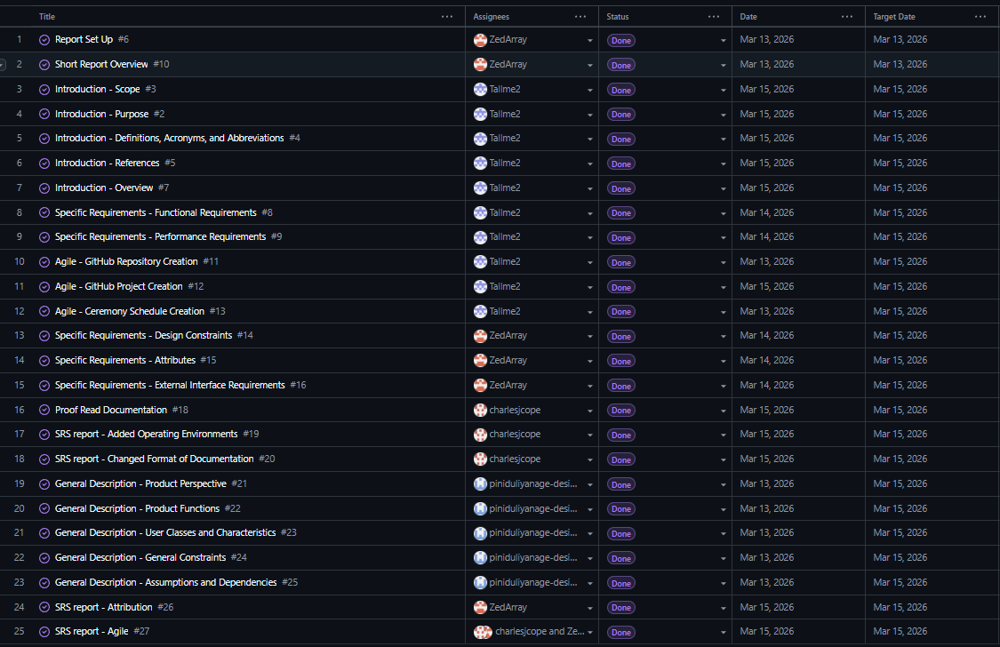 Title ... Assignees ... Status ... Date ... Target Date ...
1 Report Set Up #6 ZedArray Done Mar 13, 2026 Mar 13, 2026
2 Short Report Overview #10 ZedArray Done Mar 13, 2026 Mar 13, 2026
3 Introduction - Scope #3 Tallme2 Done Mar 15, 2026 Mar 15, 2026
4 Introduction - Purpose #2 Tallme2 Done Mar 15, 2026 Mar 15, 2026
5 Introduction - Definitions, Acronyms, and Abbreviations #4 Tallme2 Done Mar 15, 2026 Mar 15, 2026
6 Introduction - References #5 Tallme2 Done Mar 15, 2026 Mar 15, 2026
7 Introduction - Overview #7 Tallme2 Done Mar 15, 2026 Mar 15, 2026
8 Specific Requirements - Functional Requirements #8 Tallme2 Done Mar 14, 2026 Mar 15, 2026
9 Specific Requirements - Performance Requirements #9 Tallme2 Done Mar 14, 2026 Mar 15, 2026
10 Agile - GitHub Repository Creation #11 Tallme2 Done Mar 13, 2026 Mar 15, 2026
11 Agile - GitHub Project Creation #12 Tallme2 Done Mar 15, 2026 Mar 15, 2026
12 Agile - Ceremony Schedule Creation #13 Tallme2 Done Mar 13, 2026 Mar 15, 2026
13 Specific Requirements - Design Constraints #14 ZedArray Done Mar 14, 2026 Mar 15, 2026
14 Specific Requirements - Attributes #15 ZedArray Done Mar 14, 2026 Mar 15, 2026
15 Specific Requirements - External Interface Requirements #16 ZedArray Done Mar 14, 2026 Mar 15, 2026
16 Proof Read Documentation #18 charlesjcope Done Mar 15, 2026 Mar 15, 2026
17 SRS report - Added Operating Environments #19 charlesjcope Done Mar 15, 2026 Mar 15, 2026
18 SRS report - Changed Format of Documentation #20 charlesjcope Done Mar 15, 2026 Mar 15, 2026
19 General Description - Product Perspective #21 piniduliyanage-desi... Done Mar 13, 2026 Mar 15, 2026
20 General Description - Product Functions #22 piniduliyanage-desi... Done Mar 13, 2026 Mar 15, 2026
21 General Description - User Classes and Characteristics #23 piniduliyanage-desi... Done Mar 13, 2026 Mar 15, 2026
22 General Description - General Constraints #24 piniduliyanage-desi... Done Mar 13, 2026 Mar 15, 2026
23 General Description - Assumptions and Dependencies #25 piniduliyanage-desi... Done Mar 13, 2026 Mar 15, 2026
24 SRS report - Attribution #26 ZedArray Done Mar 15, 2026 Mar 15, 2026
25 SRS report - Agile #27 charlesjcope and Ze... Done Mar 15, 2026 Mar 15, 2026